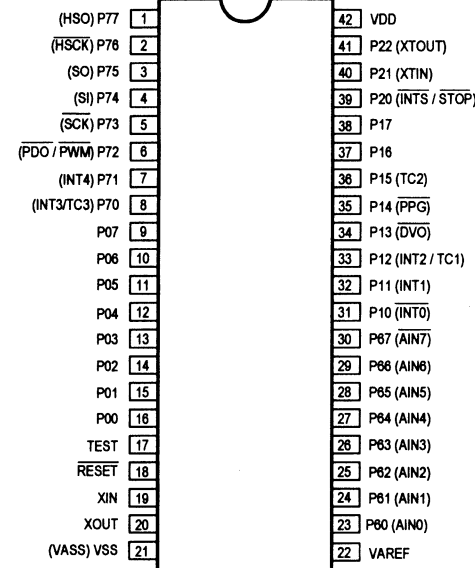 (HSO) P77 1 42 VDD
(HSCK) P76 2 41 P22 (XTOUT)
(SO) P75 3 40 P21 (XTIN)
(SI) P74 4 39 P20 (INTS / STOP)
(SCK) P73 5 38 P17
(PDO / PWM) P72 6 37 P16
(INT4) P71 7 36 P15 (TC2)
(INT3/TC3) P70 8 35 P14 (PPG)
P07 9 34 P13 (DVO)
P06 10 33 P12 (INT2 / TC1)
P05 11 32 P11 (INT1)
P04 12 31 P10 (INT0)
P03 13 30 P67 (AIN7)
P02 14 29 P66 (AIN6)
P01 15 28 P65 (AIN5)
P00 16 27 P64 (AIN4)
TEST 17 26 P63 (AIN3)
RESET 18 25 P62 (AIN2)
XIN 19 24 P61 (AIN1)
XOUT 20 23 P60 (AIN0)
(VASS) VSS 21 22 VAREF